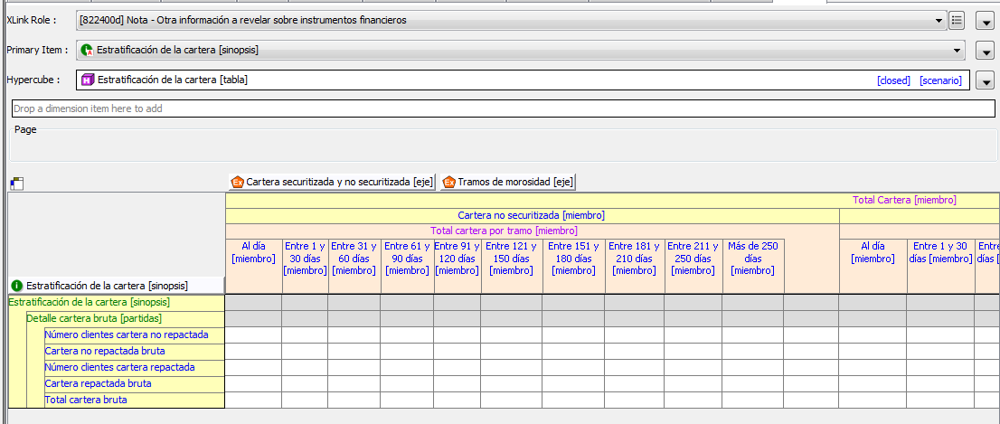 XLink Role : [822400d] Nota - Otra información a revelar sobre instrumentos financieros
Primary Item : Estratificación de la cartera [sinopsis]
Hypercube : Estratificación de la cartera [tabla] [closed] [scenario]
Drop a dimension item here to add
Page
Cartera securitizada y no securitizada [eje] Tramos de morosidad [eje]
Total Cartera [miembro]
Cartera no securitizada [miembro]
Total cartera por tramo [miembro]
Al día Entre 1 y Entre 31 y Entre 61 y Entre 91 y Entre 121 y Entre 151 y Entre 181 y Entre 211 y Más de 250 Al día Entre 1 y 30 Entre
[miembro] 30 días 60 días 90 días 120 días 150 días 180 días 210 días 250 días días [miembro] días [miembro] días [
[miembro] [miembro] [miembro] [miembro] [miembro] [miembro] [miembro] [miembro] [miembro]
Estratificación de la cartera [sinopsis]
Estratificación de la cartera [sinopsis]
Detalle cartera bruta [partidas]
Número clientes cartera no repactada
Cartera no repactada bruta
Número clientes cartera repactada
Cartera repactada bruta
Total cartera bruta